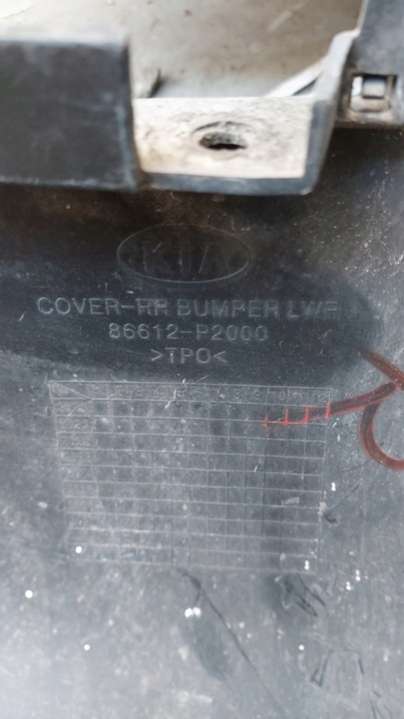 KIA
COVER-RR BUMPER LWR
86612-P2000
>TPO<